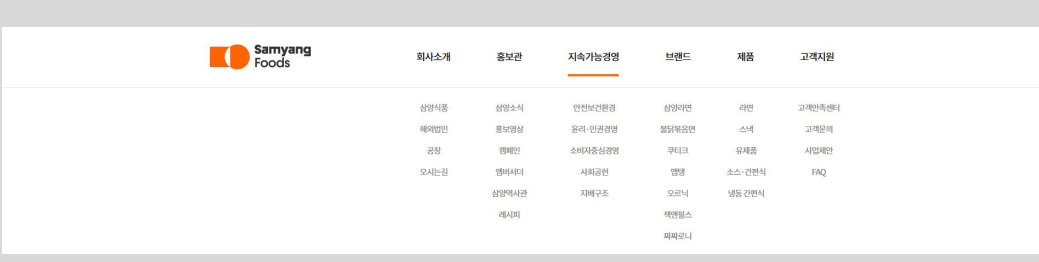 Samyang
Foods
회사소개 홍보관 지속가능경영 브랜드 제품 고객지원
삼양식품 삼양소식 안전보건환경 삼양라면 라면 고객만족센터
해외법인 홍보영상 윤리·인권경영 불닭볶음면 스낵 고객문의
공장 캠페인 소비자중심경영 쿠티크 유제품 사업제안
오시는길 앰버서더 사회공헌 맵탱 소스·간편식 FAQ
삼양역사관 지배구조 오르닉 냉동 간편식
레시피 잭앤펄스
짜짜로니